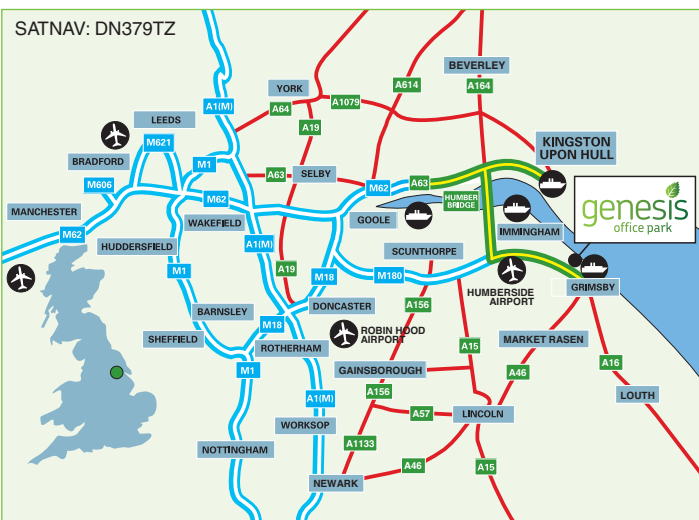 SATNAV: DN379TZ
BEVERLEY
A614
A164
YORK
A1(M)
A64
A1079
LEEDS
A19
M621
KINGSTON
UPON HULL
BRADFORD
M1
A63
SELBY
M62
A63
M606
M62
HUMBER
BRIDGE
genesis
office park
MANCHESTER
WAKEFIELD
GOOLE
IMMINGHAM
M62
HUDDERSFIELD
A1(M)
SCUNTHORPE
M1
A19
M18
M180
HUMBERSIDE
AIRPORT
GRIMSBY
BARNSLEY
DONCASTER
A156
M18
ROBIN HOOD
AIRPORT
SHEFFIELD
ROTHERHAM
A15
MARKET RASEN
M1
GAINSBOROUGH
A46
A16
A156
LOUTH
A1(M)
A57
LINCOLN
WORKSOP
NOTTINGHAM
A1133
A46
A15
NEWARK